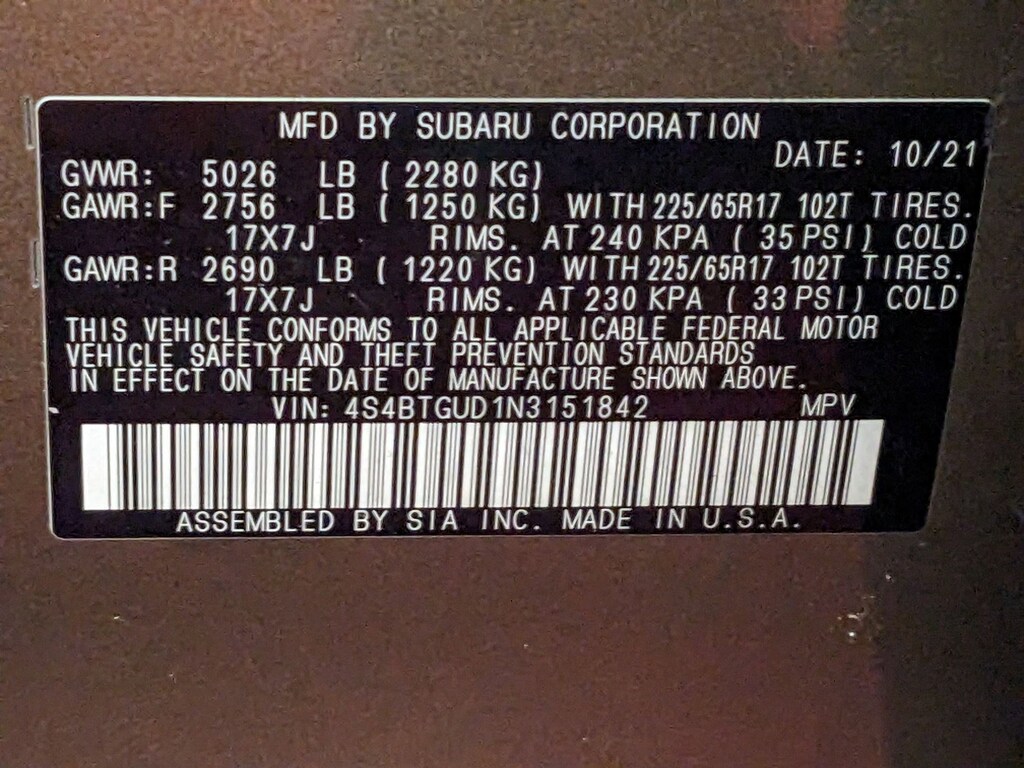 MFD BY SUBARU CORPORATION
DATE: 10/21
GVWR: 5026 LB (2280 KG)
GAWR:F 2756 LB (1250 KG) WITH 225/65R17 102T TIRES.
17X7J RIMS. AT 240 KPA (35 PSI) COLD
GAWR:R 2690 LB (1220 KG) WITH 225/65R17 102T TIRES.
17X7J RIMS. AT 230 KPA (33 PSI) COLD
THIS VEHICLE CONFORMS TO ALL APPLICABLE FEDERAL MOTOR
VEHICLE SAFETY AND THEFT PREVENTION STANDARDS
IN EFFECT ON THE DATE OF MANUFACTURE SHOWN ABOVE.
VIN: 4S4BTGUD1N3151842 MPV
ASSEMBLED BY SIA INC. MADE IN U.S.A.